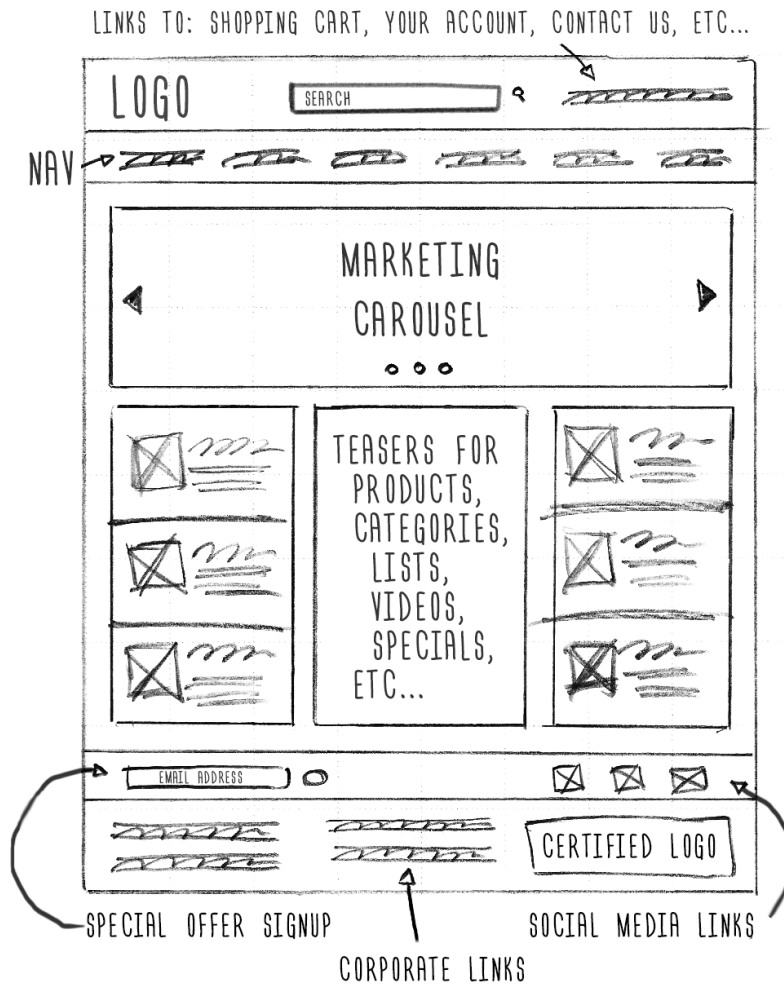 LINKS TO: SHOPPING CART, YOUR ACCOUNT, CONTACT US, ETC...
LOGO
SEARCH
NAV
MARKETING
CAROUSEL
TEASERS FOR
PRODUCTS,
CATEGORIES,
LISTS,
VIDEOS,
SPECIALS,
ETC...
EMAIL ADDRESS
CERTIFIED LOGO
SPECIAL OFFER SIGNUP
SOCIAL MEDIA LINKS
CORPORATE LINKS